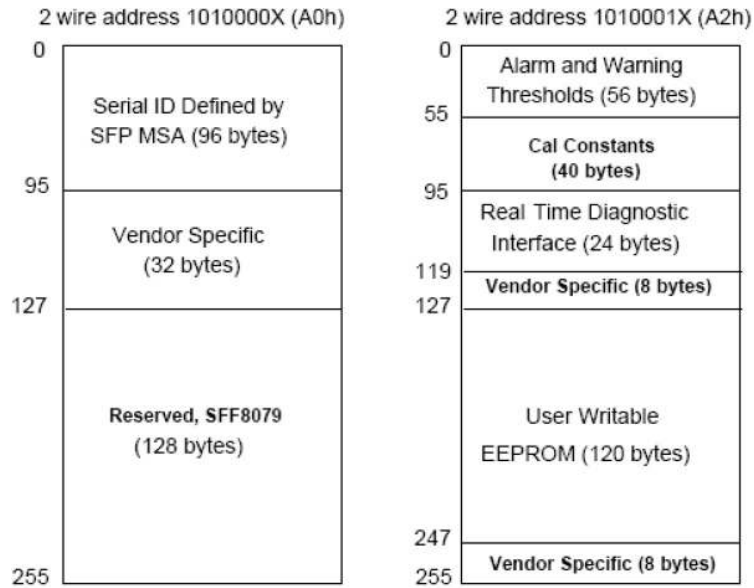 2 wire address 1010000X (A0h)
0
Serial ID Defined by
SFP MSA (96 bytes)
95
Vendor Specific
(32 bytes)
127
Reserved, SFF8079
(128 bytes)
255
2 wire address 1010001X (A2h)
0
Alarm and Warning
Thresholds (56 bytes)
55
Cal Constants
(40 bytes)
95
Real Time Diagnostic
Interface (24 bytes)
119
Vendor Specific (8 bytes)
127
User Writable
EEPROM (120 bytes)
247
Vendor Specific (8 bytes)
255